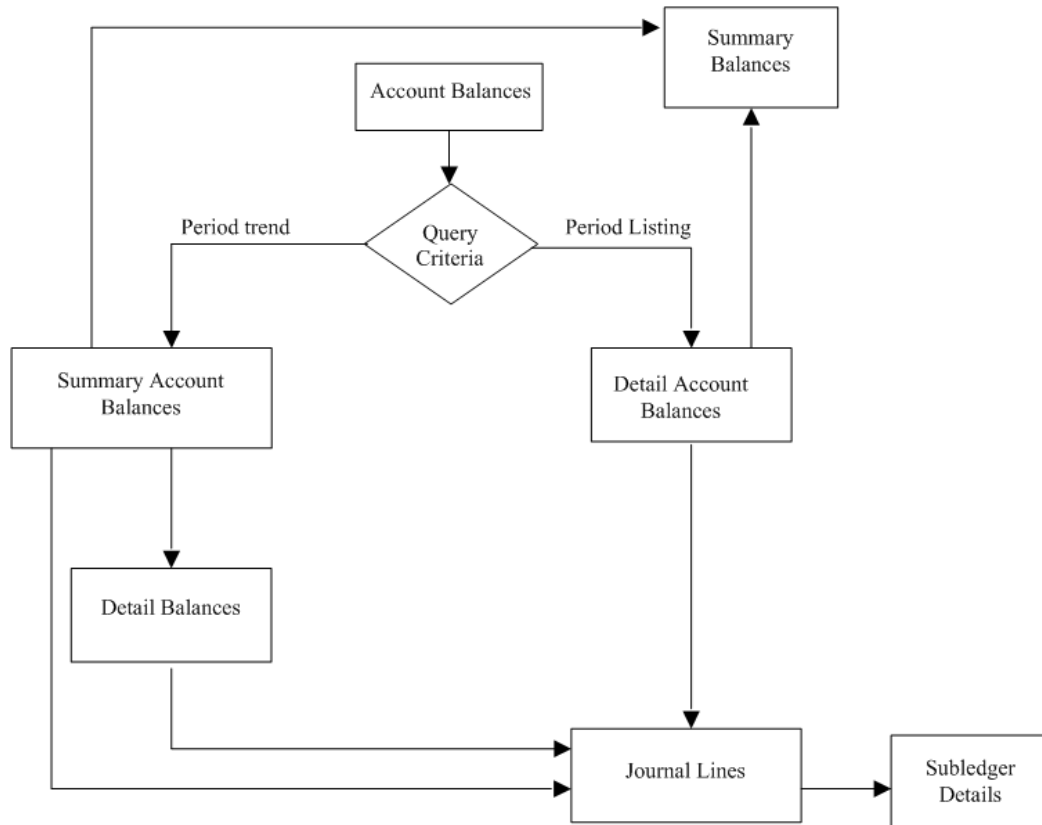 Summary
Balances
Account Balances
Period trend
Query
Criteria
Period Listing
Summary Account
Balances
Detail Account
Balances
Detail Balances
Journal Lines
Subledger
Details